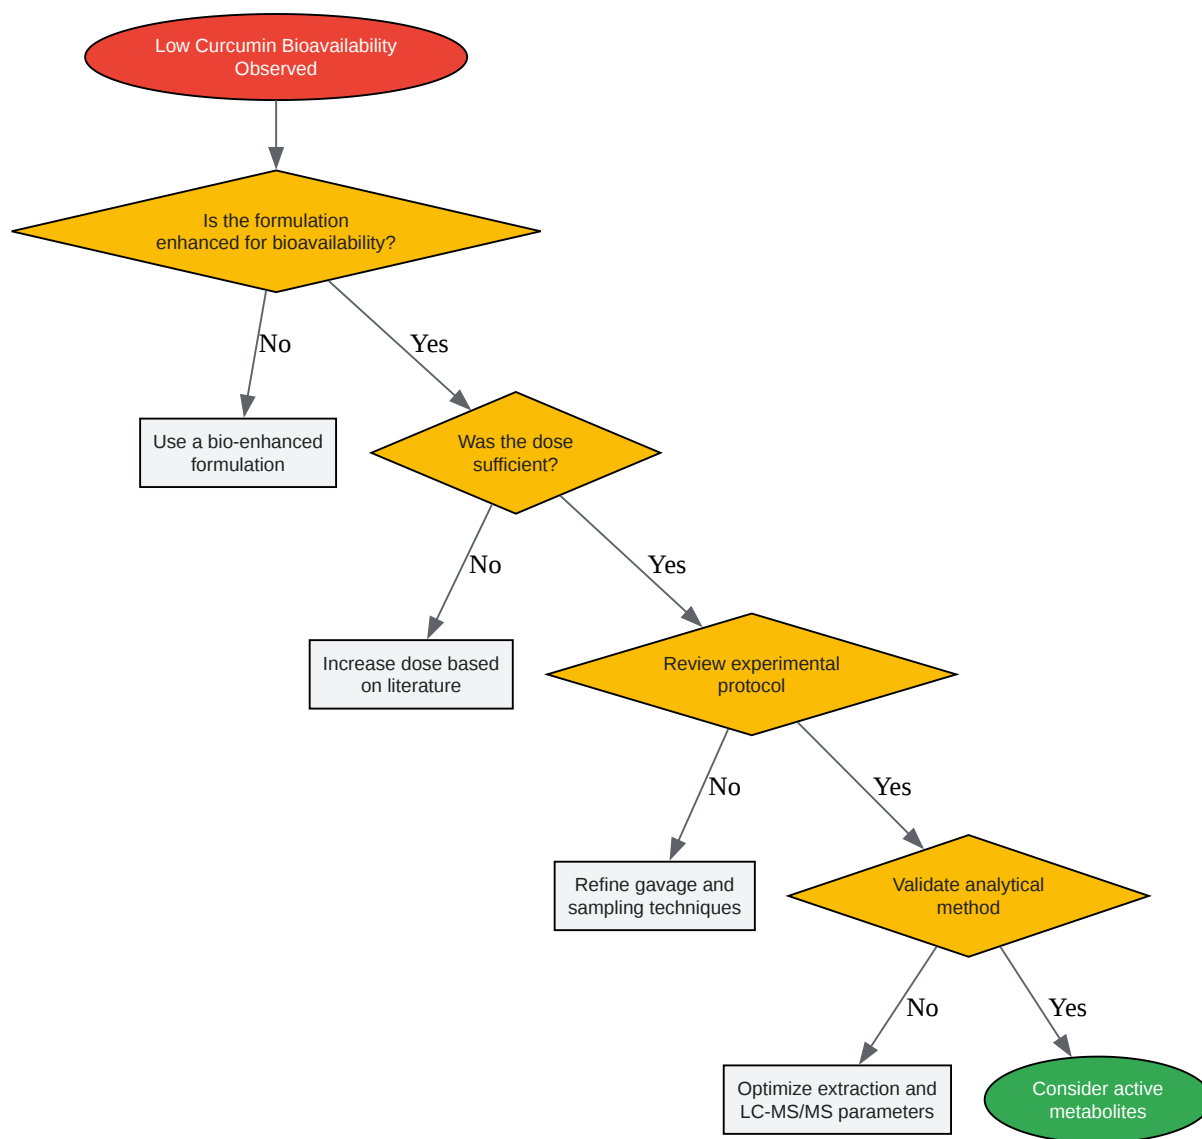 Low Curcumin Bioavailability
Observed
Is the formulation
enhanced for bioavailability?
No
Yes
Use a bio-enhanced
formulation
Was the dose
sufficient?
No
Yes
Increase dose based
on literature
Review experimental
protocol
No
Yes
Refine gavage and
sampling techniques
Validate analytical
method
No
Yes
Optimize extraction and
LC-MS/MS parameters
Consider active
metabolites